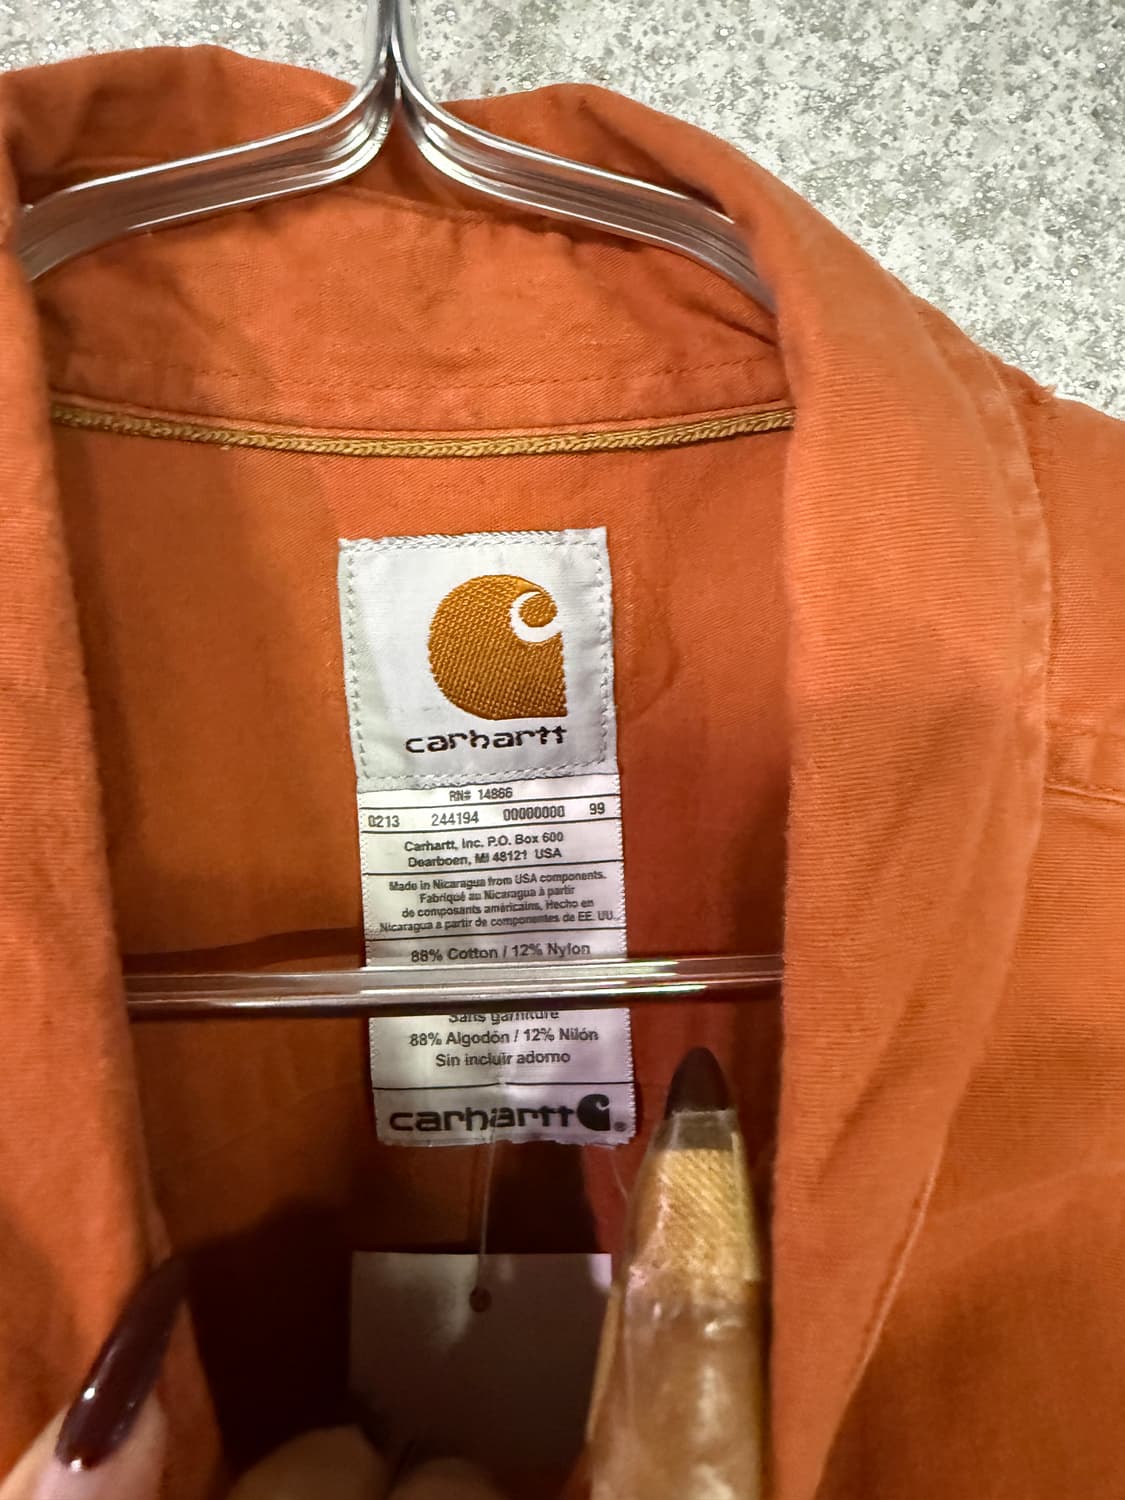 carhartt
RN# 14866
0213 244194 00000000 99
Carhartt, Inc. P.O. Box 600
Dearboen, MI 48121 USA
Made in Nicaragua from USA components.
Fabriqué au Nicaragua à partir
de composants américains, Hecho en
Nicaragua a partir de componentes de EE. UU.
88% Cotton / 12% Nylon
Sans garniture
88% Algodón / 12% Nilón
Sin incluir adorno
carhartt